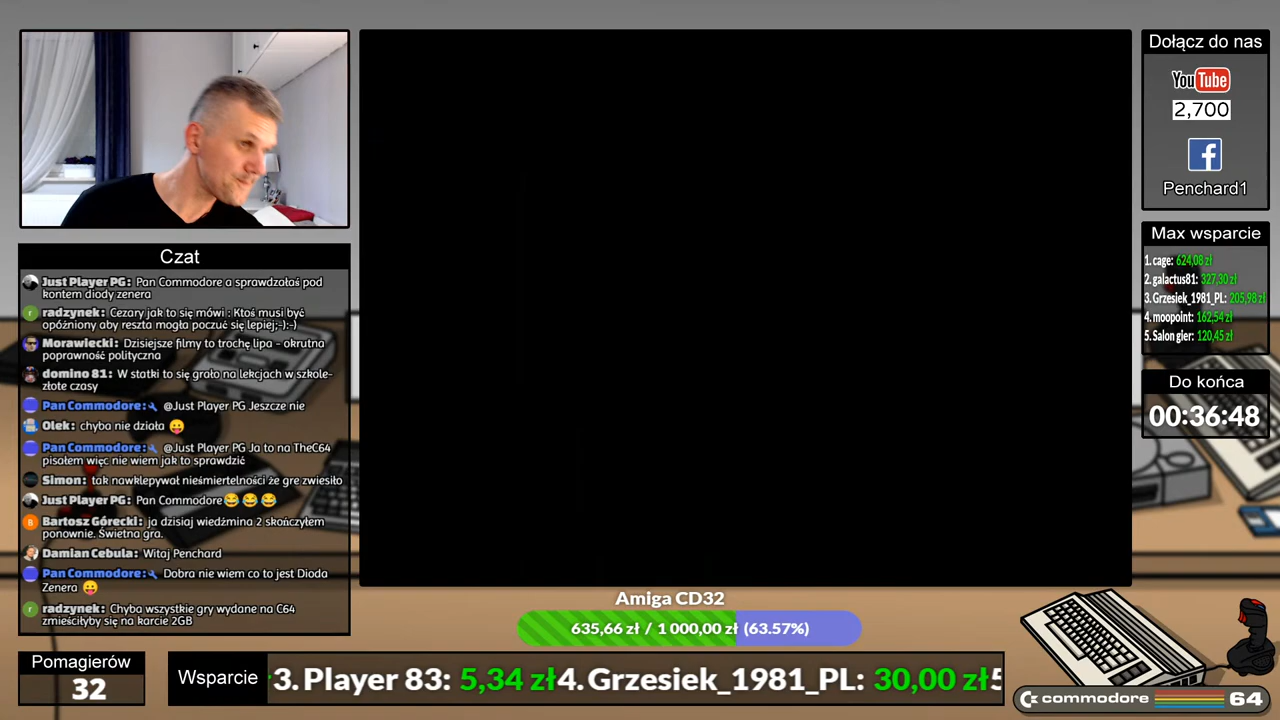 Dołącz do nas
YouTube
2,700
Penchard1
Czat
Just Player PG: Pan Commodore a sprawdzałaś pod
kontem diody zenera
radzynek: Cezary jak to się mówi : Ktoś musi być
opóźniony aby reszta mogła poczuć się lepiej;-):-)
Morawiecki: Dzisiejsze filmy to trochę lipa - okrutna
poprawność polityczna
domino 81: W statki to się grało na lekcjach w szkole-
złote czasy
Pan Commodore: @Just Player PG Jeszcze nie
Olek: chyba nie działa 😛
Pan Commodore: @Just Player PG Ja to na TheC64
pisałem więc nie wiem jak to sprawdzić
Simon: tak nawklepywał nieśmiertelności że gre zwiesiło
Just Player PG: Pan Commodore😂😂😂
Bartosz Górecki: ja dzisiaj wiedźmina 2 skończyłem
ponownie. Świetna gra.
Damian Cebula: Witaj Penchard
Pan Commodore: Dobra nie wiem co to jest Dioda
Zenera 😛
radzynek: Chyba wszystkie gry wydane na C64
zmieściłyby się na karcie 2GB
Max wsparcie
1. cage: 624,08 zł
2. galactus81: 327,30 zł
3. Grzesiek_1981_PL: 205,98 zł
4. moopoint: 162,54 zł
5. Salon gier: 120,45 zł
Do końca
00:36:48
Amiga CD32
635,66 zł / 1 000,00 zł (63.57%)
Pomagierów
32
Wsparcie
3. Player 83: 5,34 zł4. Grzesiek_1981_PL: 30,00 zł5
commodore 64